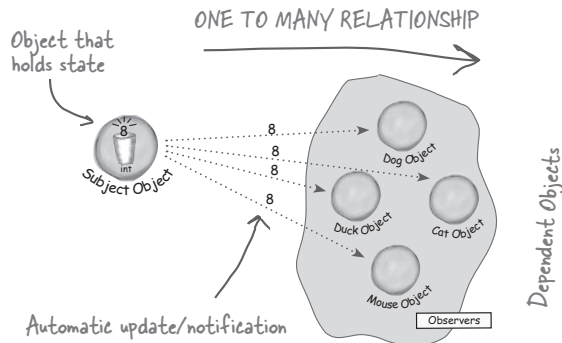 ONE TO MANY RELATIONSHIP
Object that
holds state
8
int
Subject Object
8
8
8
8
Dog Object
Duck Object
Cat Object
Mouse Object
Observers
Dependent Objects
Automatic update/notification